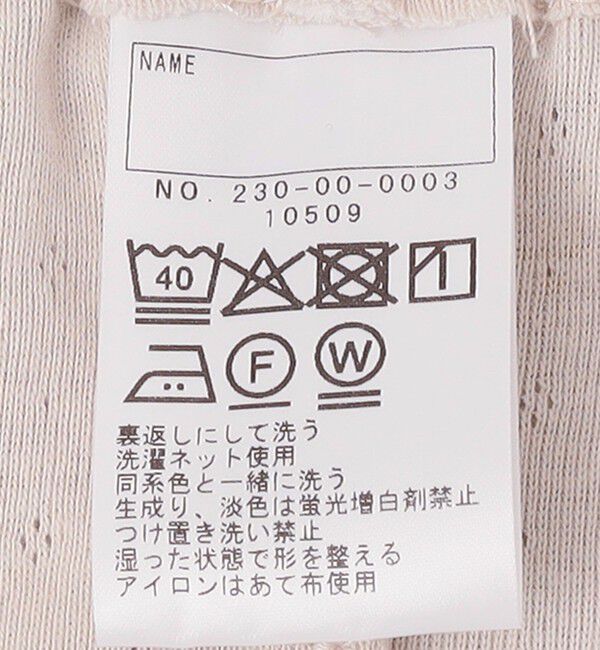 NAME
NO. 230-00-0003
10509
40
F W
裏返しにして洗う
洗濯ネット使用
同系色と一緒に洗う
生成り、淡色は蛍光増白剤禁止
つけ置き洗い禁止
湿った状態で形を整える
アイロンはあて布使用